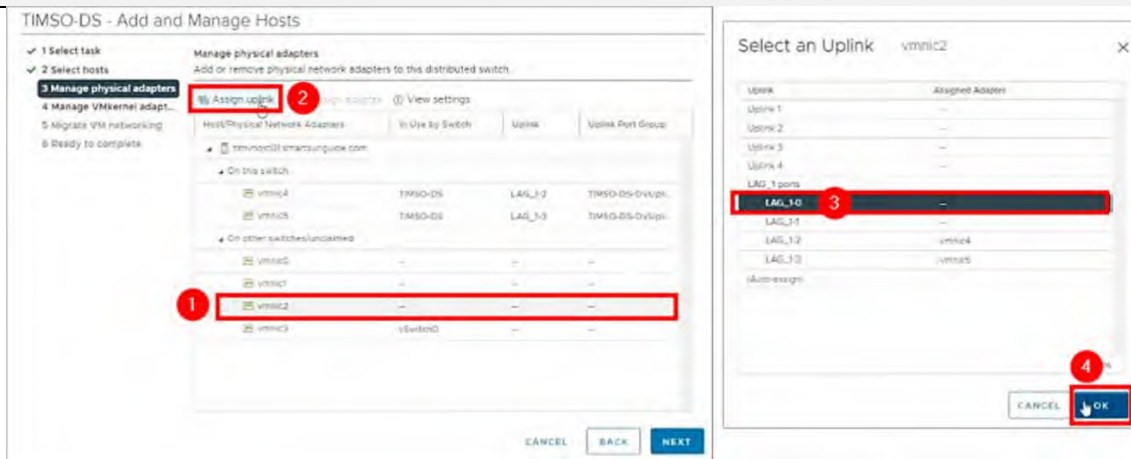 TIMSO-DS - Add and Manage Hosts
✓ 1 Select task
✓ 2 Select hosts
3 Manage physical adapters
4 Manage VMkernel adapt...
5 Migrate VM networking
6 Ready to complete
Manage physical adapters
Add or remove physical network adapters to this distributed switch.
Assign uplink 2 View settings
Host/Physical Network Adapters In Use by Switch Uplink Uplink Port Group
On this switch
vmnic4 TIMSO-DS LAG_1-2
vmnic5 TIMSO-DS LAG_1-3
On other switches/unclaimed
vmnic0 -- -- --
vmnic1 -- -- --
1 vmnic2 -- -- --
vmnic3 vSwitch0 -- --
CANCEL BACK NEXT
Select an Uplink vmnic2 ×
Uplink Assigned Adapter
Uplink 1 --
Uplink 2 --
Uplink 3 --
Uplink 4 --
LAG_1 ports
LAG_1-0 3 --
LAG_1-1 --
LAG_1-2 vmnic4
LAG_1-3 vmnic5
(Auto-assign)
4
CANCEL OK